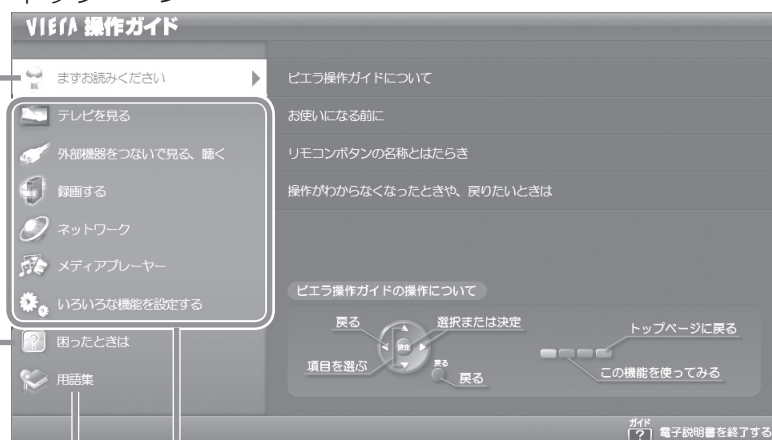 トップページ
VIErA 操作ガイド
まずお読みください
テレビを見る
外部機器をつないで見る、聴く
録画する
ネットワーク
メディアプレーヤー
いろいろな機能を設定する
困ったときは
用語集
ビエラ操作ガイドについて
お使いになる前に
リモコンボタンの名称とはたらき
操作がわからなくなったときや、戻りたいときは
ビエラ操作ガイドの操作について
戻る
選択または決定
決定
項目を選ぶ
戻る
戻る
トップページに戻る
この機能を使ってみる
ガイド
? 電子説明書を終了する